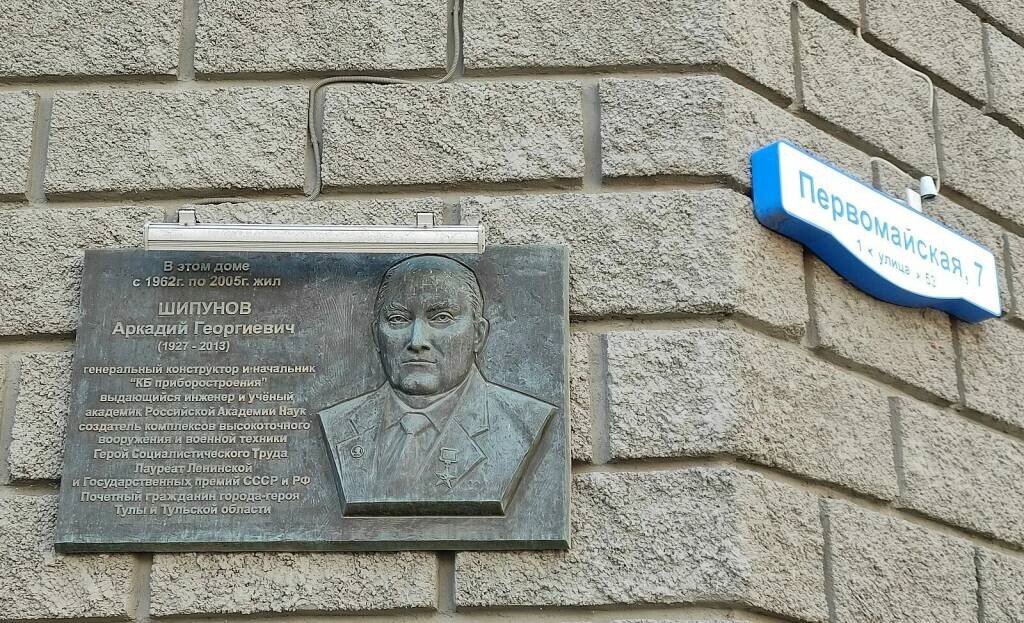 В этом доме
с 1962г. по 2005г. жил
ШИПУНОВ
Аркадий Георгиевич
(1927 - 2013)
генеральный конструктор и начальник
"КБ приборостроения"
выдающийся инженер и учёный
академик Российской Академии Наук
создатель комплексов высокоточного
вооружения и военной техники
Герой Социалистического Труда
Лауреат Ленинской
и Государственных премий СССР и РФ
Почетный гражданин города-героя
Тулы и Тульской области
Первомайская, 7
1 < улица > 53